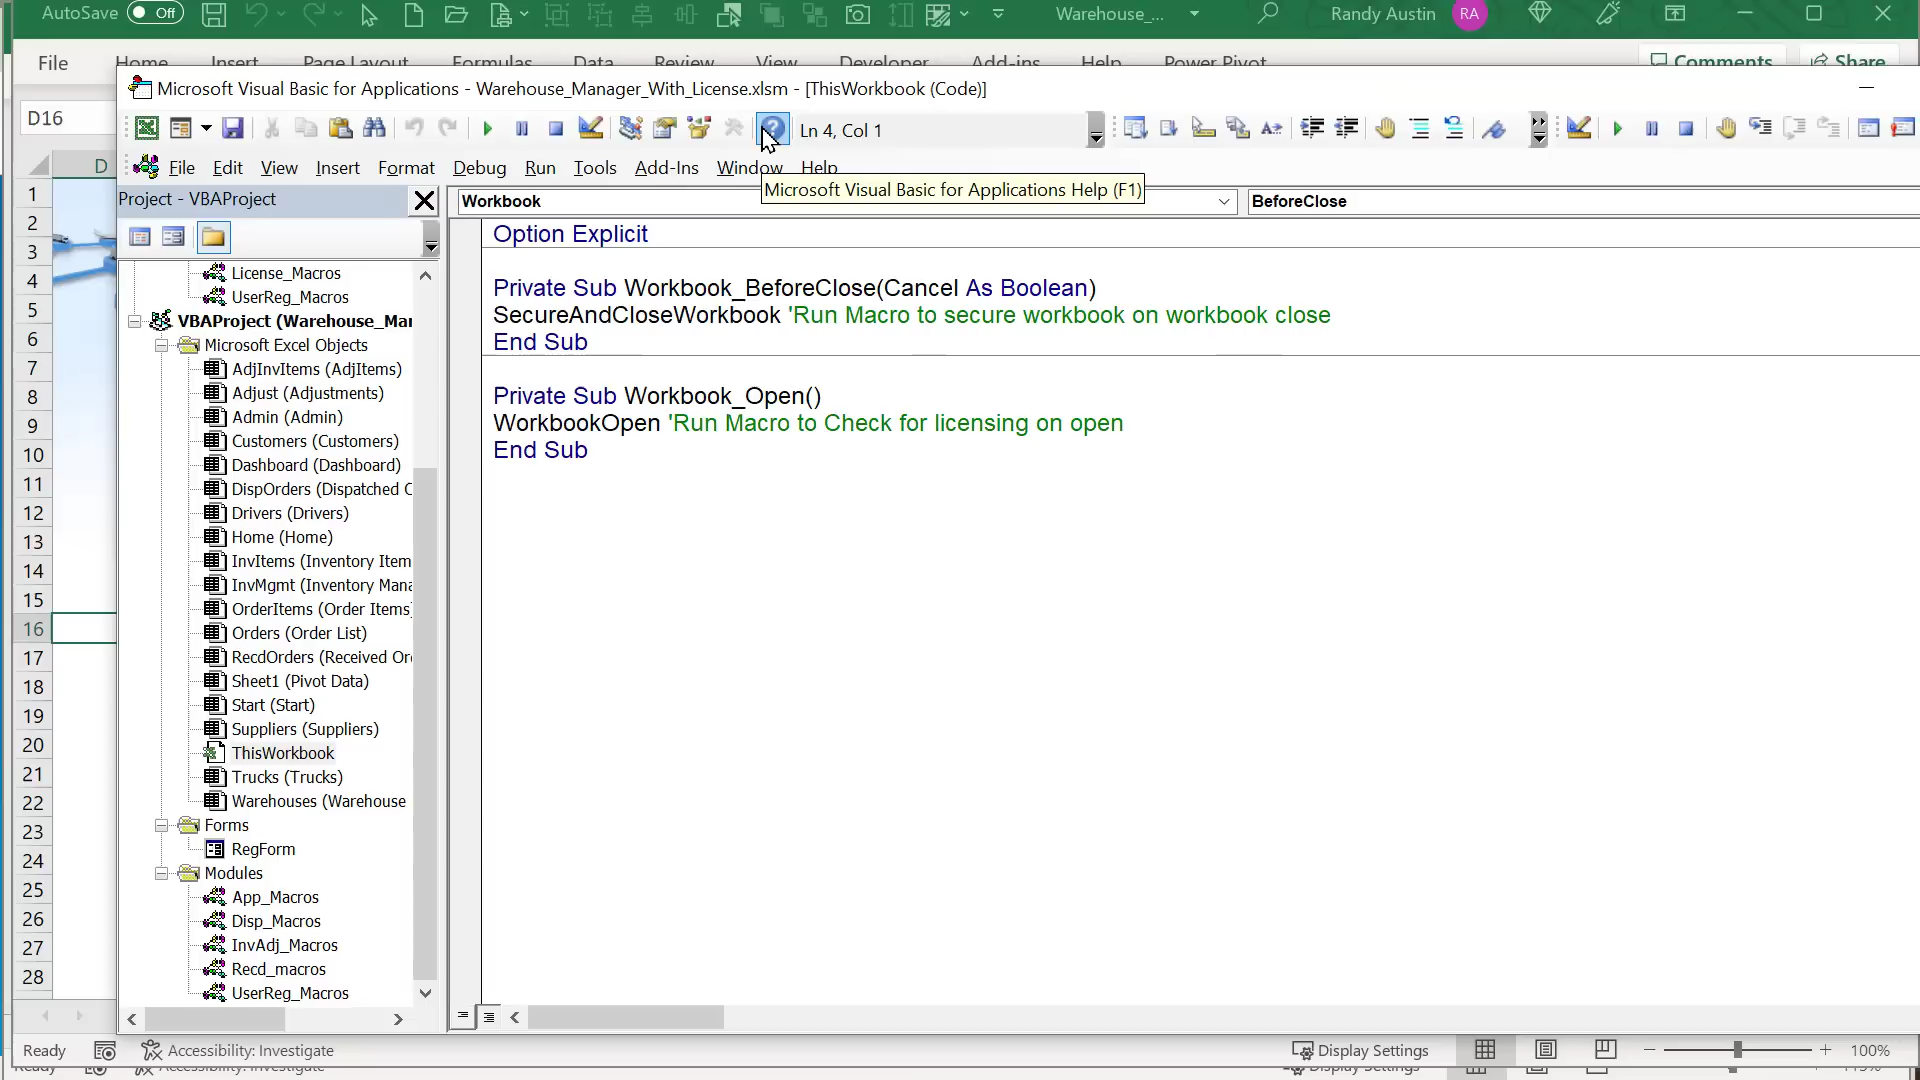 AutoSave Off Warehouse_... Randy Austin RA
File Home Insert Page Layout Formulas Data Review View Developer Add-ins Help Power Pivot Comments Share
Microsoft Visual Basic for Applications - Warehouse_Manager_With_License.xlsm - [ThisWorkbook (Code)]
D16
Ln 4, Col 1
File Edit View Insert Format Debug Run Tools Add-Ins Window Help
Microsoft Visual Basic for Applications Help (F1)
Project - VBAProject
Workbook
BeforeClose
D
1
2
3
4
5
6
7
8
9
10
11
12
13
14
15
16
17
18
19
20
21
22
23
24
25
26
27
28
License_Macros
UserReg_Macros
VBAProject (Warehouse_Mar
Microsoft Excel Objects
AdjInvItems (AdjItems)
Adjust (Adjustments)
Admin (Admin)
Customers (Customers)
Dashboard (Dashboard)
DispOrders (Dispatched C
Drivers (Drivers)
Home (Home)
InvItems (Inventory Item
InvMgmt (Inventory Mana
OrderItems (Order Items)
Orders (Order List)
RecdOrders (Received Or
Sheet1 (Pivot Data)
Start (Start)
Suppliers (Suppliers)
ThisWorkbook
Trucks (Trucks)
Warehouses (Warehouse
Forms
RegForm
Modules
App_Macros
Disp_Macros
InvAdj_Macros
Recd_macros
UserReg_Macros
Option Explicit
Private Sub Workbook_BeforeClose(Cancel As Boolean)
SecureAndCloseWorkbook 'Run Macro to secure workbook on workbook close
End Sub
Private Sub Workbook_Open()
WorkbookOpen 'Run Macro to Check for licensing on open
End Sub
Ready Accessibility: Investigate Display Settings 100%
Ready Accessibility: Investigate Display Settings